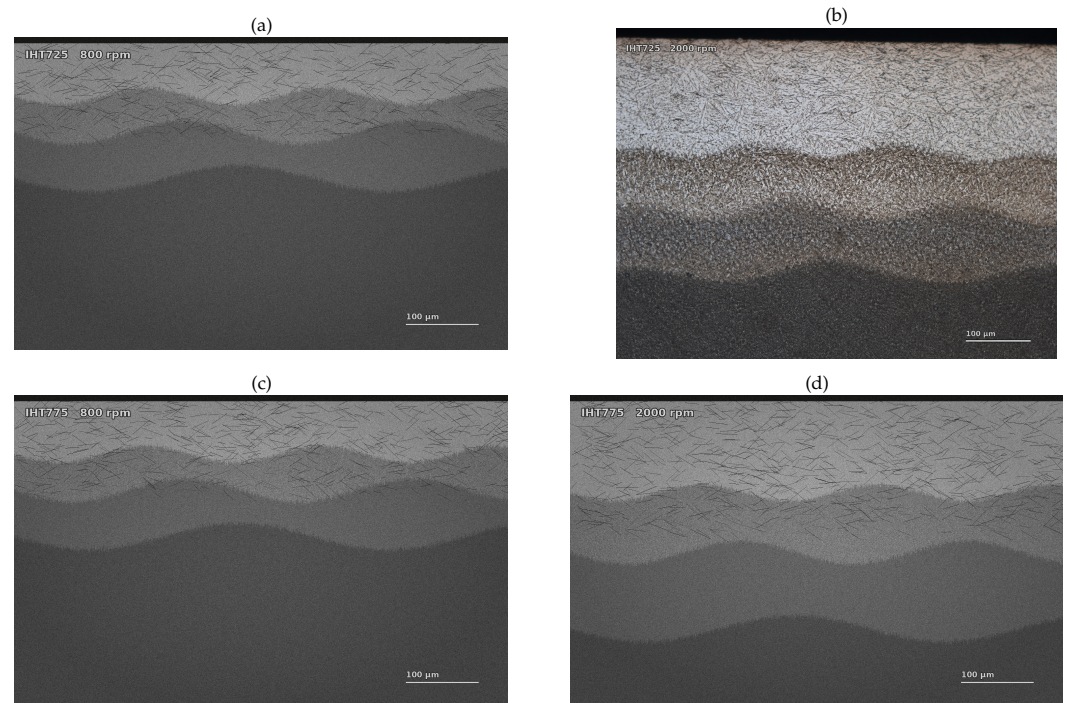 (a)
(b)
IHT725 800 rpm
100 µm
IHT725 2000 rpm
100 µm
(c)
(d)
IHT775 800 rpm
100 µm
IHT775 2000 rpm
100 µm